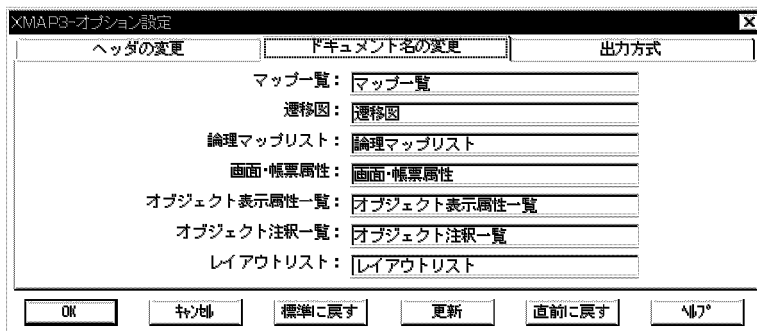 XMAP3-オプション設定
ヘッダの変更 ドキュメント名の変更 出力方式
マップ一覧： マップ一覧
遷移図： 遷移図
論理マップリスト： 論理マップリスト
画面・帳票属性： 画面・帳票属性
オブジェクト表示属性一覧： オブジェクト表示属性一覧
オブジェクト注釈一覧： オブジェクト注釈一覧
レイアウトリスト： レイアウトリスト
OK ｷｬﾝｾﾙ 標準に戻す 更新 直前に戻す ﾍﾙﾌﾟ